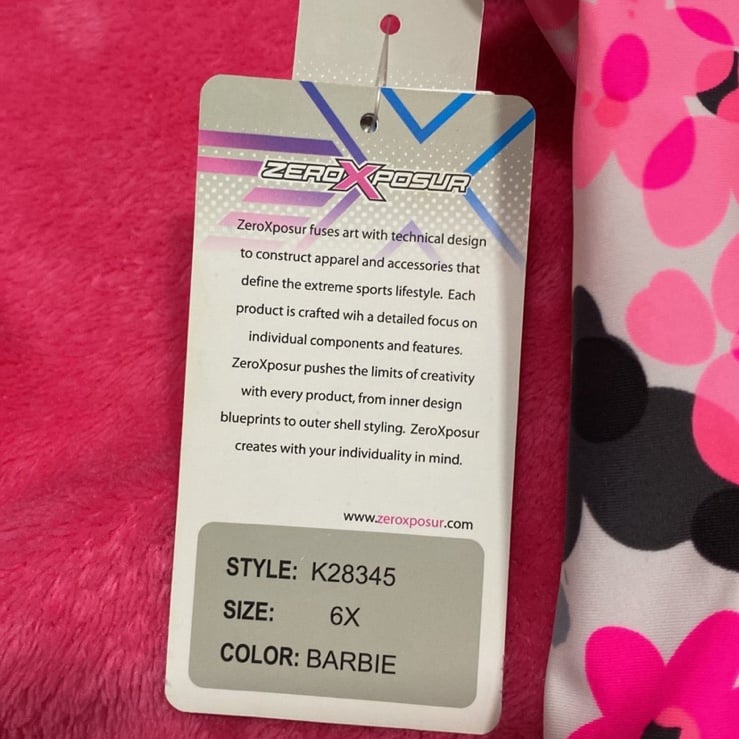 ZEROXPOSUR
ZeroXposur fuses art with technical design
to construct apparel and accessories that
define the extreme sports lifestyle. Each
product is crafted wih a detailed focus on
individual components and features.
ZeroXposur pushes the limits of creativity
with every product, from inner design
blueprints to outer shell styling. ZeroXposur
creates with your individuality in mind.
www.zeroxposur.com
STYLE: K28345
SIZE: 6X
COLOR: BARBIE